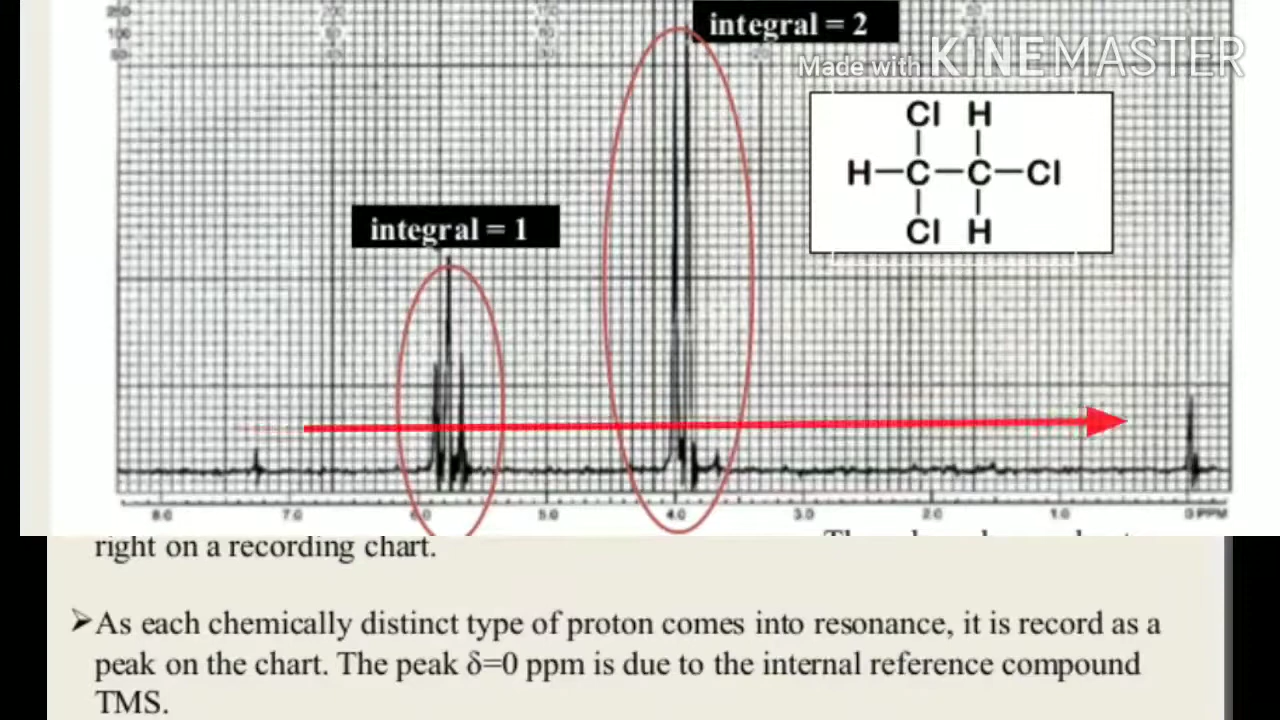 integral = 2
Made with KINEMASTER
Cl H
H—C—C—Cl
Cl H
integral = 1
8.0 7.0 6.0 5.0 4.0 3.0 2.0 1.0 0 PPM
right on a recording chart.
➢As each chemically distinct type of proton comes into resonance, it is record as a
peak on the chart. The peak δ=0 ppm is due to the internal reference compound
TMS.